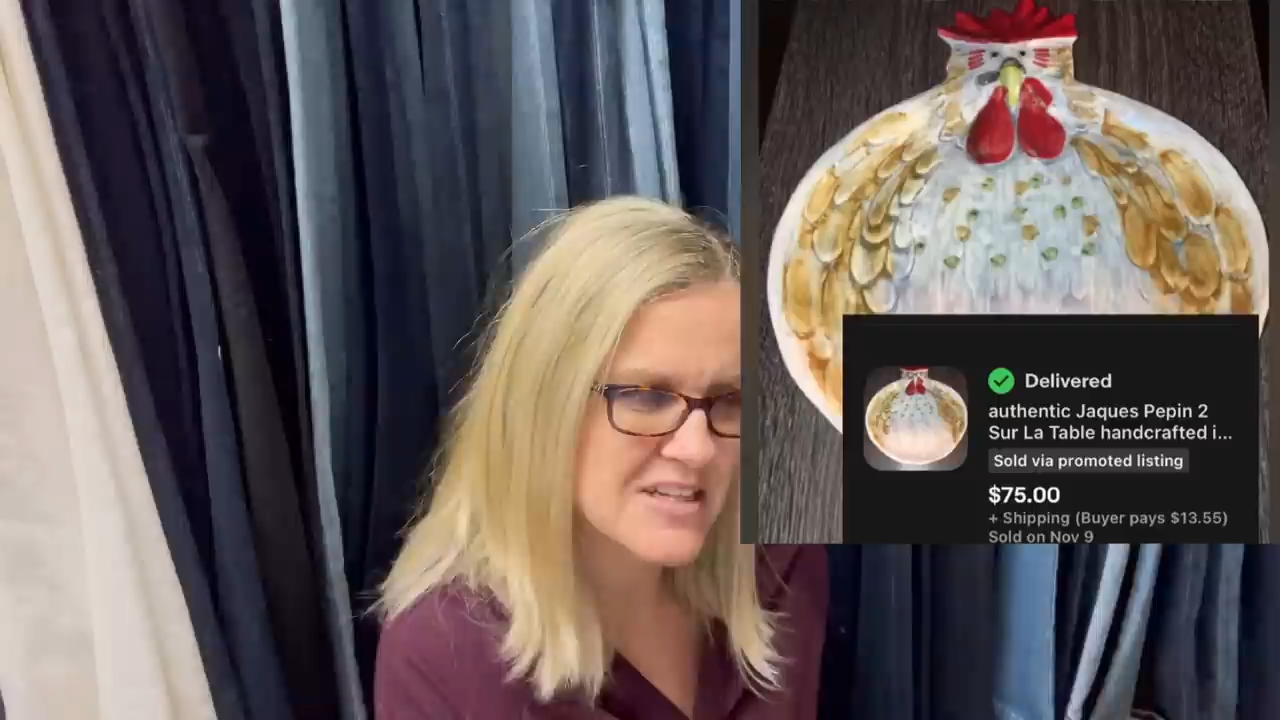 Delivered
authentic Jaques Pepin 2
Sur La Table handcrafted i...
Sold via promoted listing
$75.00
+ Shipping (Buyer pays $13.55)
Sold on Nov 9